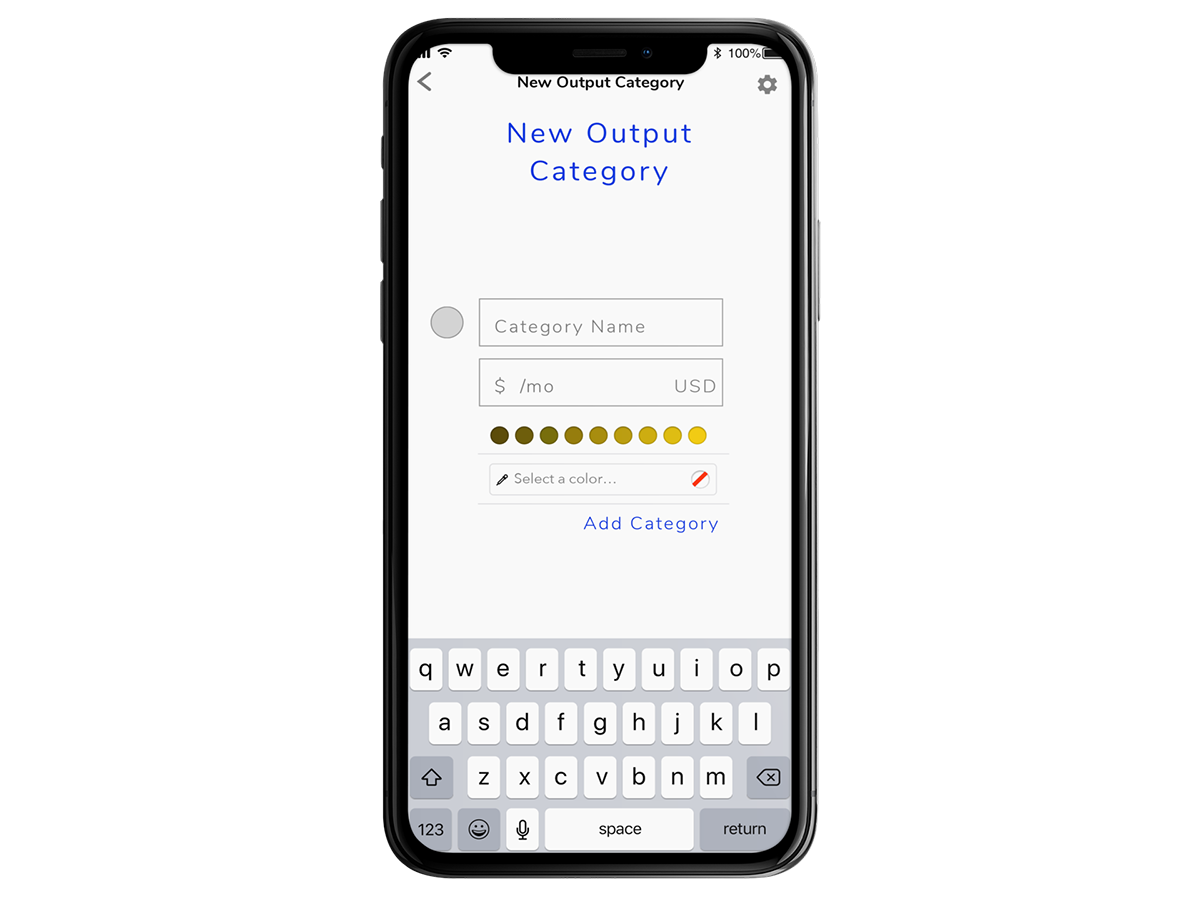 100%
New Output Category
New Output
Category
Category Name
$ /mo USD
Select a color...
Add Category
q w e r t y u i o p
a s d f g h j k l
z x c v b n m
123 space return